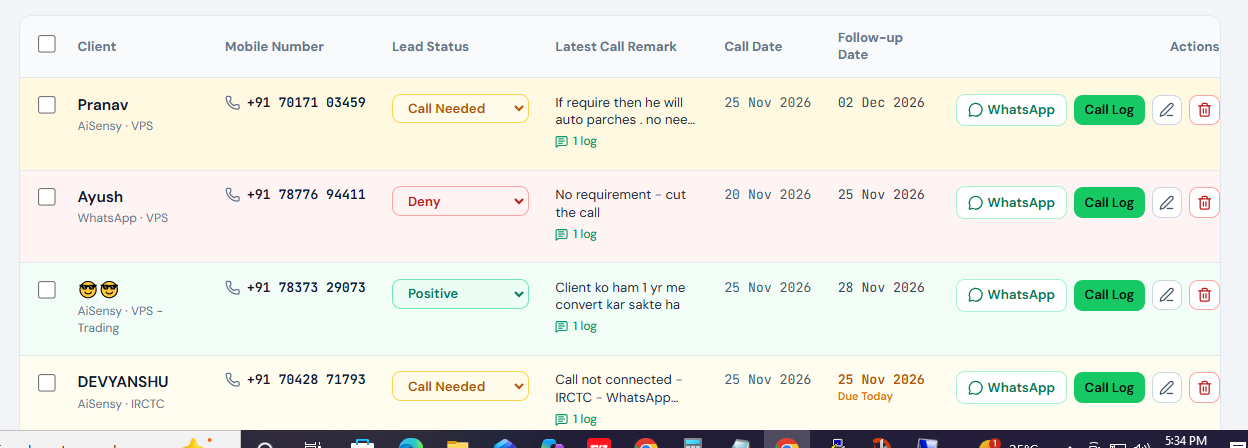 Client Mobile Number Lead Status Latest Call Remark Call Date Follow-up Date Actions
Pranav +91 70171 03459 Call Needed If require then he will 25 Nov 2026 02 Dec 2026 WhatsApp Call Log
AiSensy · VPS auto parches . no nee...
1 log
Ayush +91 78776 94411 Deny No requirement - cut 20 Nov 2026 25 Nov 2026 WhatsApp Call Log
WhatsApp · VPS the call
1 log
😎😎 +91 78373 29073 Positive Client ko ham 1 yr me 25 Nov 2026 28 Nov 2026 WhatsApp Call Log
AiSensy · VPS - convert kar sakte ha
Trading 1 log
DEVYANSHU +91 70428 71793 Call Needed Call not connected - 25 Nov 2026 25 Nov 2026 WhatsApp Call Log
AiSensy · IRCTC IRCTC - WhatsApp... Due Today
1 log
1 5:34 PM